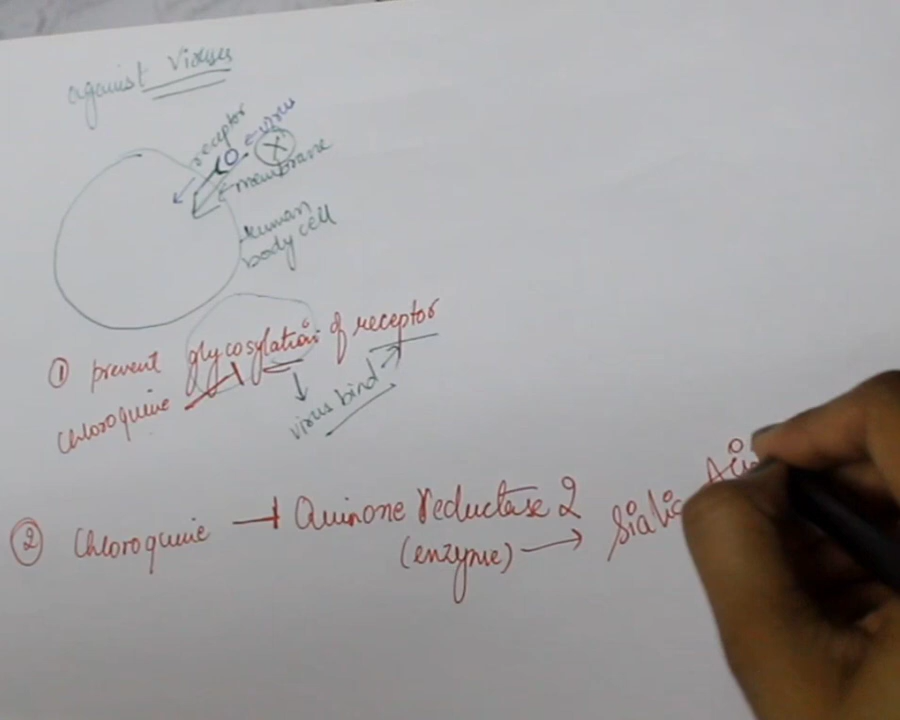 against Viruses
receptor
virus
X
membrane
Human
body cell
① prevent glycosylation of receptor
chloroquine
virus bind
② Chloroquine ⊣ Quinone reductase 2
(enzyme) → Sialic Aci